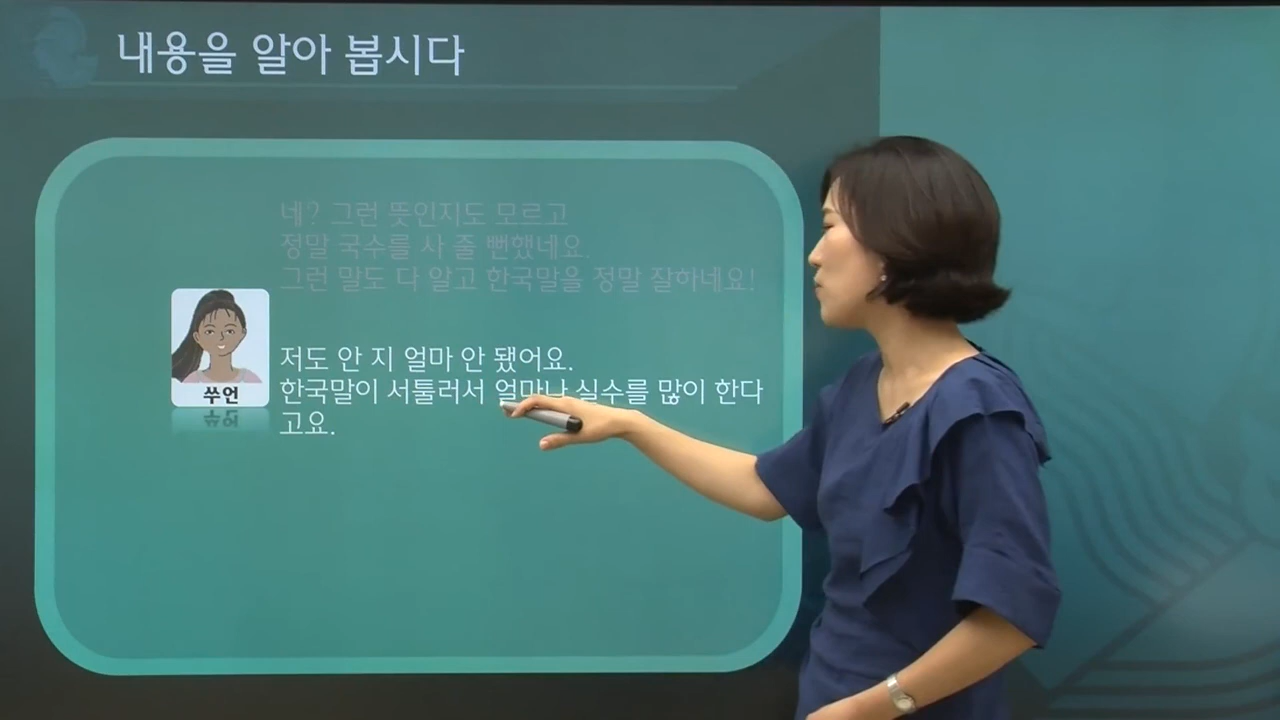 내용을 알아 봅시다
네? 그런 뜻인지도 모르고
정말 국수를 사 줄 뻔했네요.
그런 말도 다 알고 한국말을 정말 잘하네요!
저도 안 지 얼마 안 됐어요.
한국말이 서툴러서 얼마나 실수를 많이 한다
고요.
쑤언